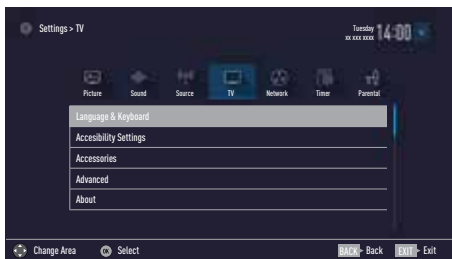 Settings > TV
Tuesday
xx xxx xxxx
14:00
Picture Sound Source TV Network Timer Parental
Language & Keyboard
Accesibility Settings
Accessories
Advanced
About
Change Area OK Select BACK Back EXIT Exit